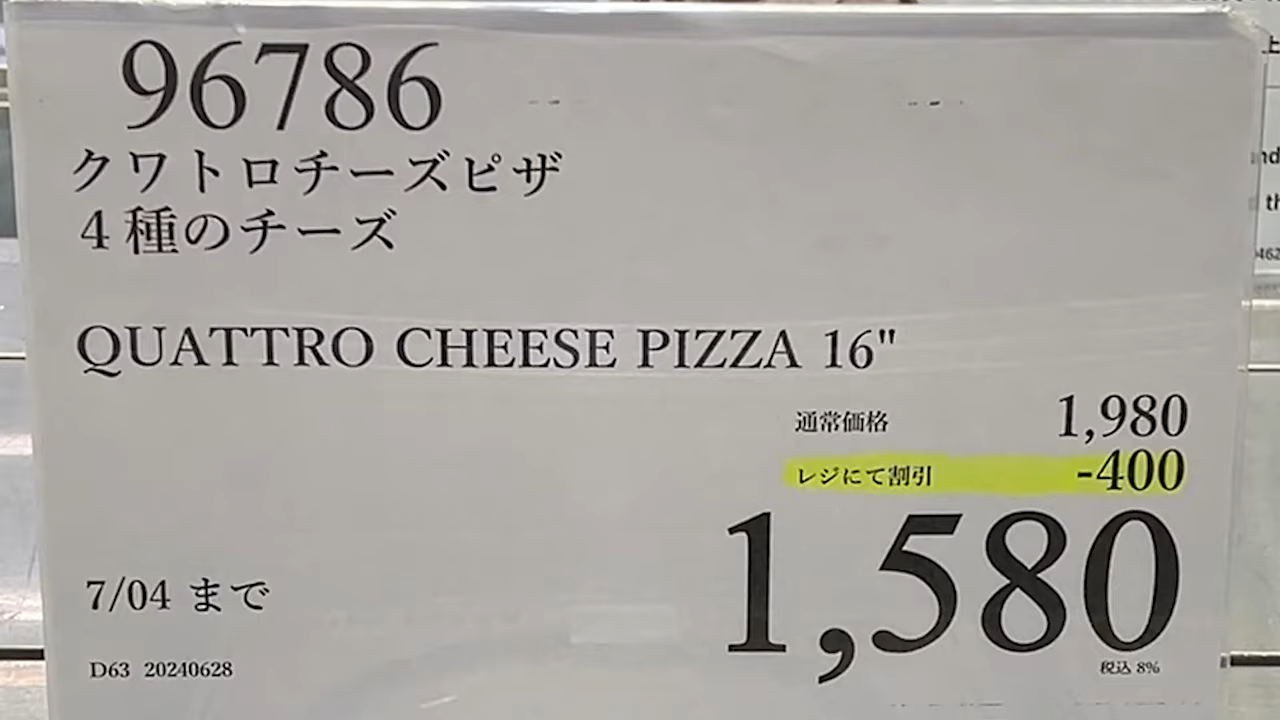 96786
クワトロチーズピザ
４種のチーズ
QUATTRO CHEESE PIZZA 16"
通常価格 1,980
レジにて割引 -400
1,580
7/04 まで
税込 8%
D63 20240628